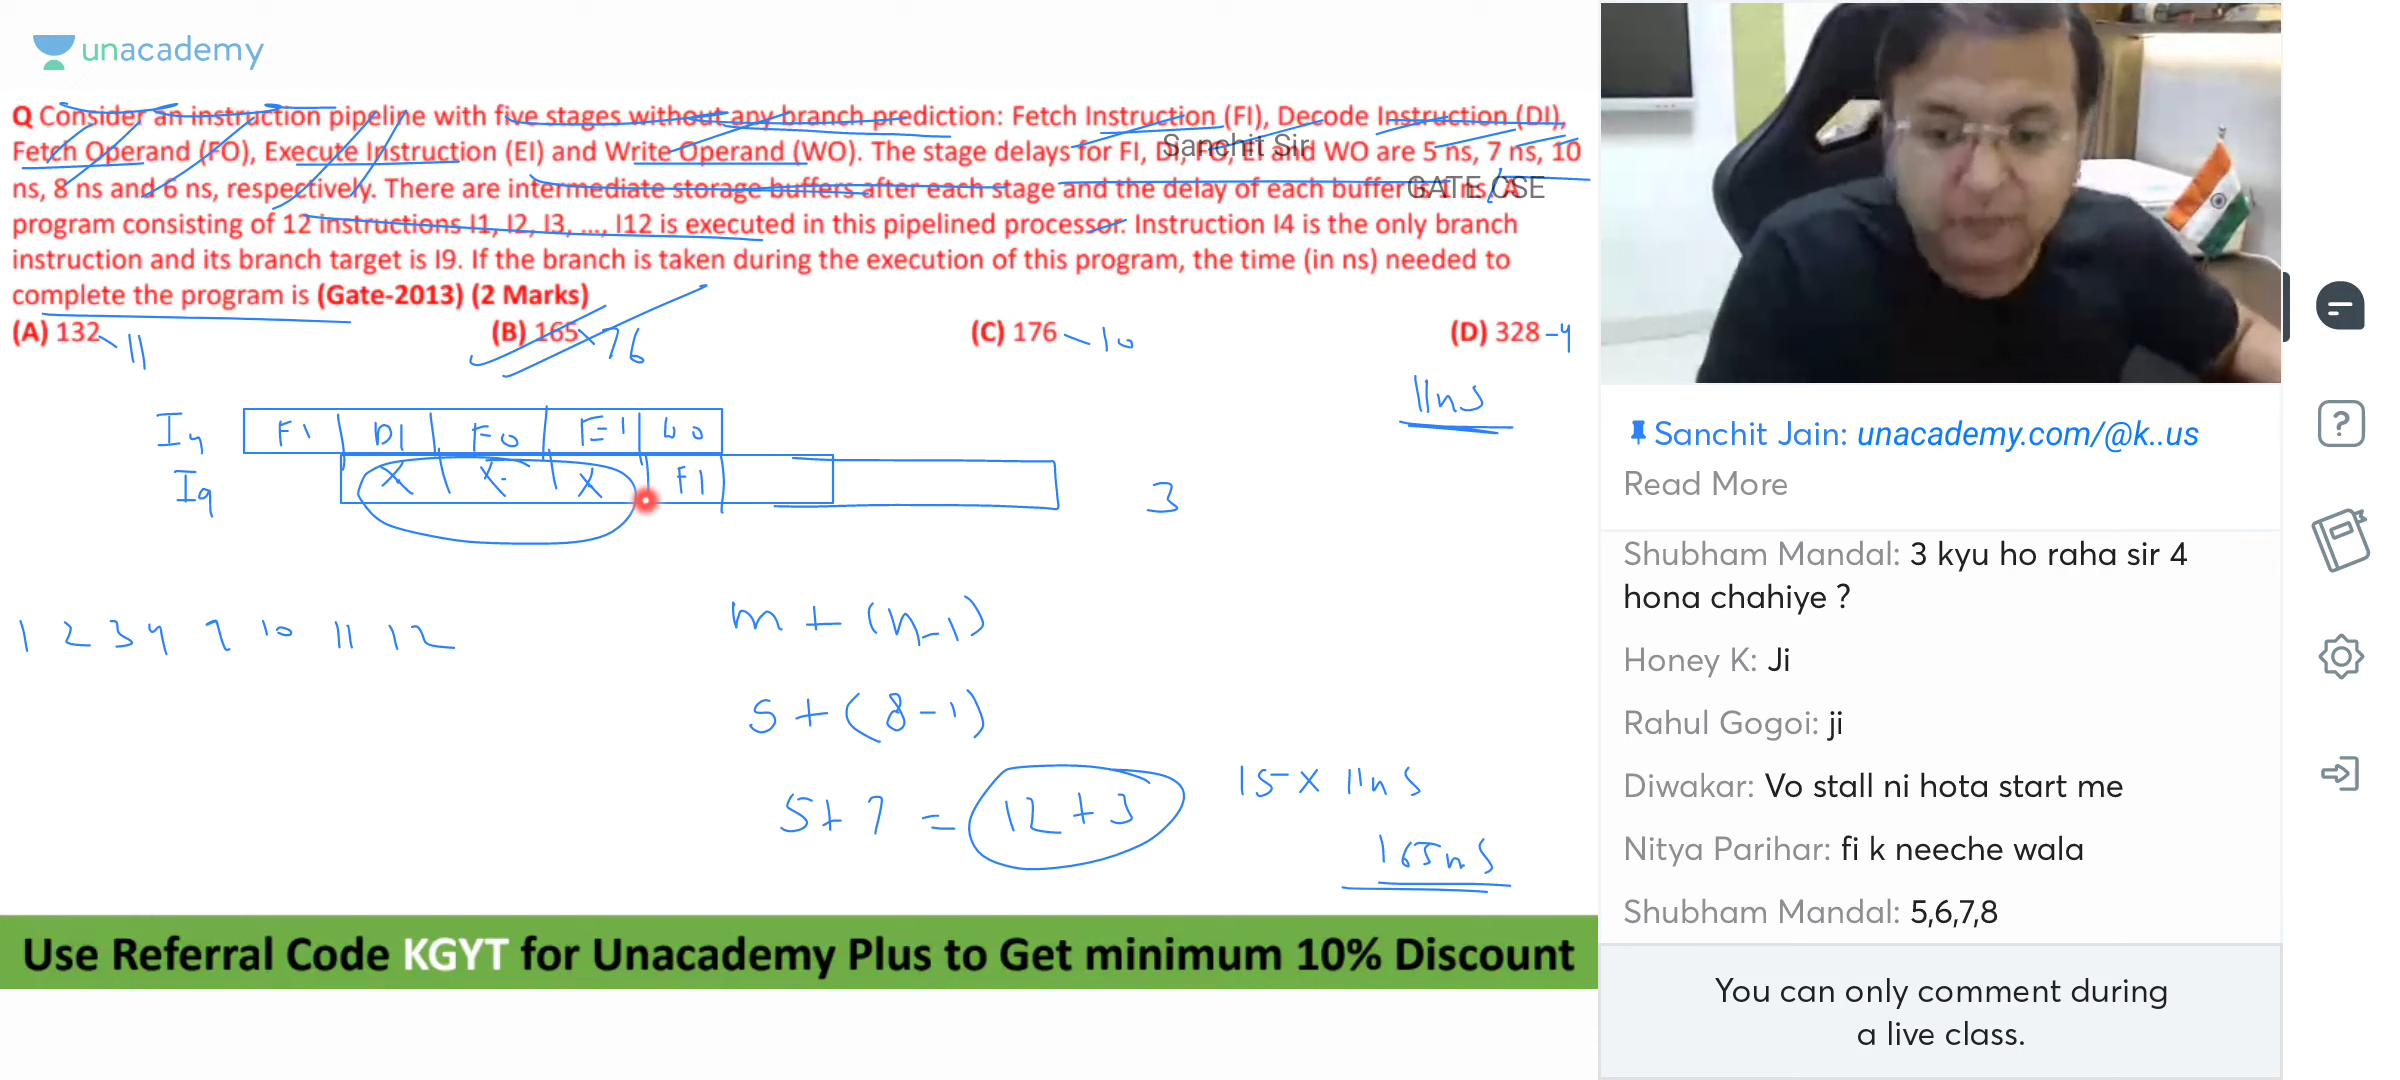 unacademy
Q Consider an instruction pipeline with five stages without any branch prediction: Fetch Instruction (FI), Decode Instruction (DI),
Fetch Operand (FO), Execute Instruction (EI) and Write Operand (WO). The stage delays for FI, DI, FO, EI and WO are 5 ns, 7 ns, 10
Sanchit Sir
ns, 8 ns and 6 ns, respectively. There are intermediate storage buffers after each stage and the delay of each buffer is 1 ns. A
GATE CSE
program consisting of 12 instructions I1, I2, I3, ..., I12 is executed in this pipelined processor. Instruction I4 is the only branch
instruction and its branch target is I9. If the branch is taken during the execution of this program, the time (in ns) needed to
complete the program is (Gate-2013) (2 Marks)
(A) 132 (B) 165 (C) 176 (D) 328
11 76 10 -4
11ns
I4 FI DI FO EI WO
I9 X X X FI
3
1 2 3 4 9 10 11 12
m + (n-1)
5 + (8-1)
5+7 = 12+3
15 x 11ns
165ns
Use Referral Code KGYT for Unacademy Plus to Get minimum 10% Discount
Sanchit Jain: unacademy.com/@k..us
Read More
Shubham Mandal: 3 kyu ho raha sir 4
hona chahiye ?
Honey K: Ji
Rahul Gogoi: ji
Diwakar: Vo stall ni hota start me
Nitya Parihar: fi k neeche wala
Shubham Mandal: 5,6,7,8
You can only comment during
a live class.